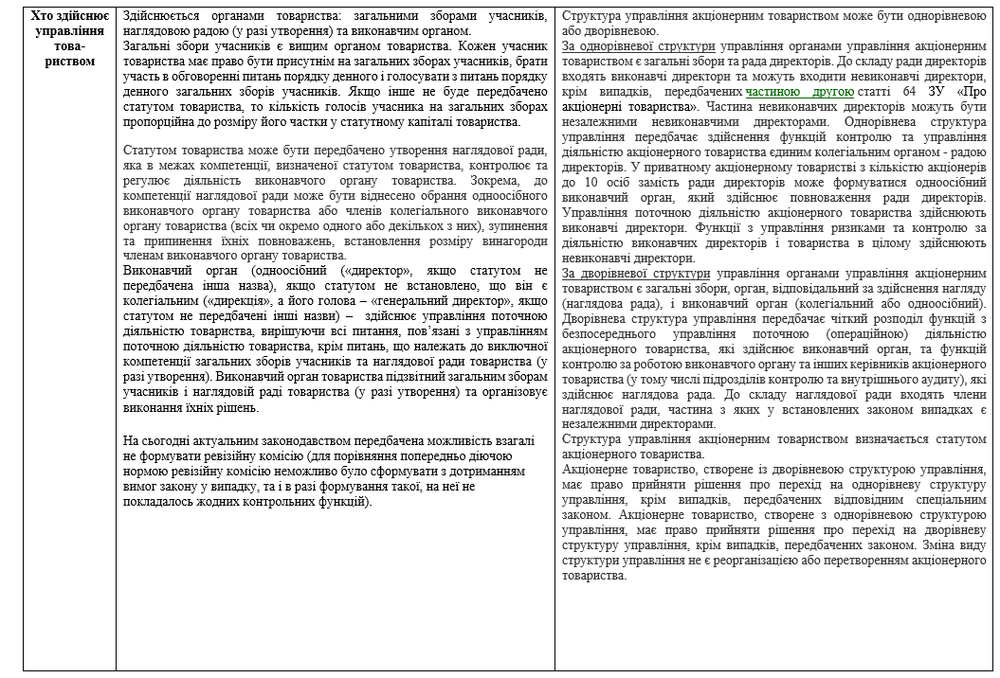 Хто здійснює
управління
това-
риством
Здійснюється органами товариства: загальними зборами учасників,
наглядовою радою (у разі утворення) та виконавчим органом.
Загальні збори учасників є вищим органом товариства. Кожен учасник
товариства має право бути присутнім на загальних зборах учасників, брати
участь в обговоренні питань порядку денного і голосувати з питань порядку
денного загальних зборів учасників. Якщо інше не буде передбачено
статутом товариства, то кількість голосів учасника на загальних зборах
пропорційна до розміру його частки у статутному капіталі товариства.
Статутом товариства може бути передбачено утворення наглядової ради,
яка в межах компетенції, визначеної статутом товариства, контролює та
регулює діяльність виконавчого органу товариства. Зокрема, до
компетенції наглядової ради може бути віднесено обрання одноосібного
виконавчого органу товариства або членів колегіального виконавчого
органу товариства (всіх чи окремо одного або декількох з них), зупинення
та припинення їхніх повноважень, встановлення розміру винагороди
членам виконавчого органу товариства.
Виконавчий орган (одноосібний («директор», якщо статутом не
передбачена інша назва), якщо статутом не встановлено, що він є
колегіальним («дирекція», а його голова – «генеральний директор», якщо
статутом не передбачені інші назви) – здійснює управління поточною
діяльністю товариства, вирішуючи всі питання, пов’язані з управлінням
поточною діяльністю товариства, крім питань, що належать до виключної
компетенції загальних зборів учасників та наглядової ради товариства (у
разі утворення). Виконавчий орган товариства підзвітний загальним зборам
учасників і наглядовій раді товариства (у разі утворення) та організовує
виконання їхніх рішень.
На сьогодні актуальним законодавством передбачена можливість взагалі
не формувати ревізійну комісію (для порівняння попередньо діючою
нормою ревізійну комісію неможливо було сформувати з дотриманням
вимог закону у випадку, та і в разі формування такої, на неї не
покладалось жодних контрольних функцій).
Структура управління акціонерним товариством може бути однорівневою
або дворівневою.
За однорівневої структури управління органами управління акціонерним
товариством є загальні збори та рада директорів. До складу ради директорів
входять виконавчі директори та можуть входити невиконавчі директори,
крім випадків, передбачених частиною другою статті 64 ЗУ «Про
акціонерні товариства». Частина невиконавчих директорів можуть бути
незалежними невиконавчими директорами. Однорівнева структура
управління передбачає здійснення функцій контролю та управління
діяльністю акціонерного товариства єдиним колегіальним органом - радою
директорів. У приватному акціонерному товаристві з кількістю акціонерів
до 10 осіб замість ради директорів може формуватися одноосібний
виконавчий орган, який здійснює повноваження ради директорів.
Управління поточною діяльністю акціонерного товариства здійснюють
виконавчі директори. Функції з управління ризиками та контролю за
діяльністю виконавчих директорів і товариства в цілому здійснюють
невиконавчі директори.
За дворівневої структури управління органами управління акціонерним
товариством є загальні збори, орган, відповідальний за здійснення нагляду
(наглядова рада), і виконавчий орган (колегіальний або одноосібний).
Дворівнева структура управління передбачає чіткий розподіл функцій з
безпосереднього управління поточною (операційною) діяльністю
акціонерного товариства, які здійснює виконавчий орган, та функцій
контролю за роботою виконавчого органу та інших керівників акціонерного
товариства (у тому числі підрозділів контролю та внутрішнього аудиту), які
здійснює наглядова рада. До складу наглядової ради входять члени
наглядової ради, частина з яких у встановлених законом випадках є
незалежними директорами.
Структура управління акціонерним товариством визначається статутом
акціонерного товариства.
Акціонерне товариство, створене із дворівневою структурою управління,
має право прийняти рішення про перехід на однорівневу структуру
управління, крім випадків, передбачених відповідним спеціальним
законом. Акціонерне товариство, створене з однорівневою структурою
управління, має право прийняти рішення про перехід на дворівневу
структуру управління, крім випадків, передбачених законом. Зміна виду
структури управління не є реорганізацією або перетворенням акціонерного
товариства.